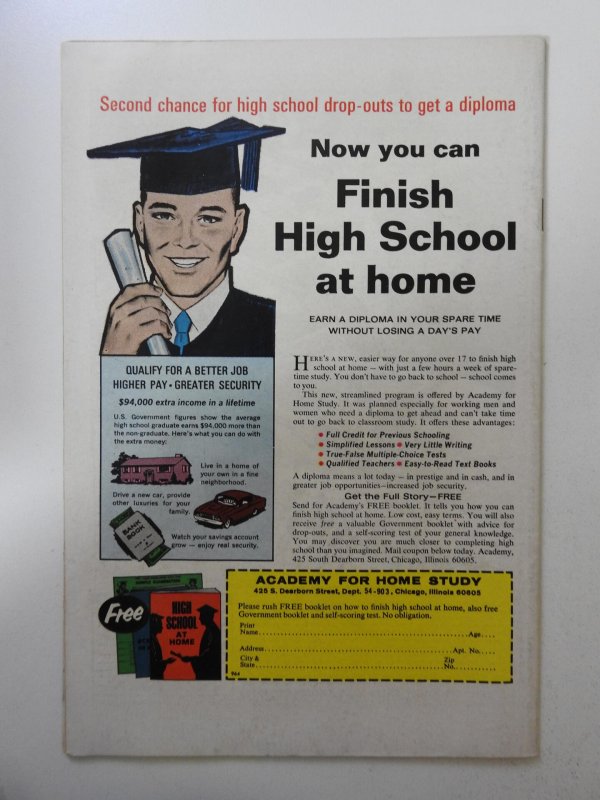 Second chance for high school drop-outs to get a diploma
Now you can
Finish
High School
at home
EARN A DIPLOMA IN YOUR SPARE TIME
WITHOUT LOSING A DAY'S PAY
QUALIFY FOR A BETTER JOB
HIGHER PAY • GREATER SECURITY
$94,000 extra income in a lifetime
U.S. Government figures show the average
high school graduate earns $94,000 more than
the non-graduate. Here's what you can do with
the extra money:
Live in a home of
your own in a fine
neighborhood.
Drive a new car, provide
other luxuries for your
family.
BANK
BOOK
Watch your savings account
grow — enjoy real security.
HERE'S A NEW, easier way for anyone over 17 to finish high
school at home — with just a few hours a week of spare-
time study. You don't have to go back to school — school comes
to you.
This new, streamlined program is offered by Academy for
Home Study. It was planned especially for working men and
women who need a diploma to get ahead and can't take time
out to go back to classroom study. It offers these advantages:
• Full Credit for Previous Schooling
• Simplified Lessons • Very Little Writing
• True-False Multiple-Choice Tests
• Qualified Teachers • Easy-to-Read Text Books
A diploma means a lot today — in prestige and in cash, and in
greater job opportunities—increased job security.
Get the Full Story—FREE
Send for Academy's FREE booklet. It tells you how you can
finish high school at home. Low cost, easy terms. You will also
receive free a valuable Government booklet with advice for
drop-outs, and a self-scoring test of your general knowledge.
You may discover you are much closer to completing high
school than you imagined. Mail coupon below today. Academy,
425 South Dearborn Street, Chicago, Illinois 60605.
Free
HIGH
SCHOOL
AT
HOME
ACADEMY FOR HOME STUDY
425 S. Dearborn Street, Dept. 54-903, Chicago, Illinois 60605
Please rush FREE booklet on how to finish high school at home, also free
Government booklet and self-scoring test. No obligation.
Print
Name Age
Address Apt. No.
City & Zip
State No.